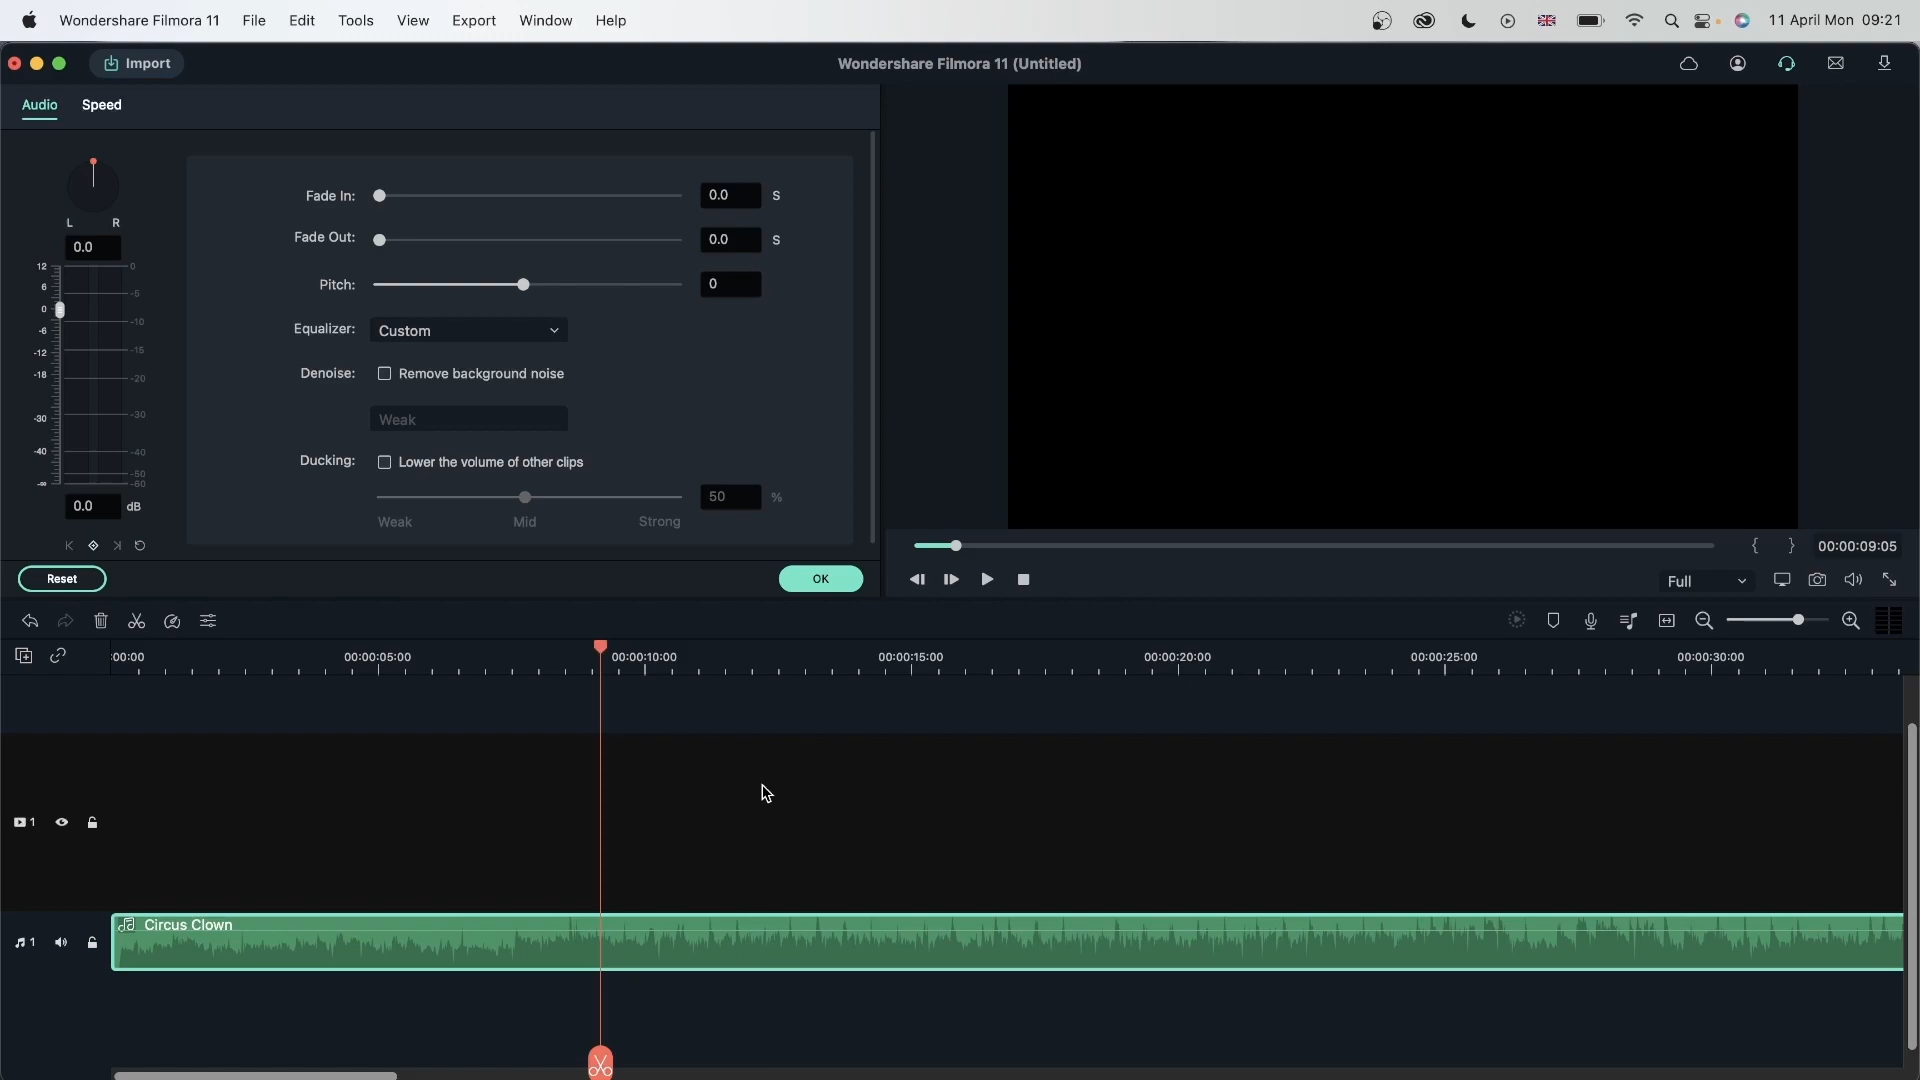 Wondershare Filmora 11 File Edit Tools View Export Window Help 11 April Mon 09:21
Import Wondershare Filmora 11 (Untitled)
Audio Speed
Fade In: 0.0 S
L R
Fade Out: 0.0 S
0.0
12 0
6 Pitch: 0
-5
0
-10
-6 Equalizer: Custom
-12 -15
-18 Denoise: Remove background noise
-20
-30 -30
Weak
-40 -40
Ducking: Lower the volume of other clips
-50
-∞ -60
50 %
0.0 dB
Weak Mid Strong
{ } 00:00:09:05
Reset OK Full
:00:00 00:00:05:00 00:00:10:00 00:00:15:00 00:00:20:00 00:00:25:00 00:00:30:00
1
Circus Clown
1